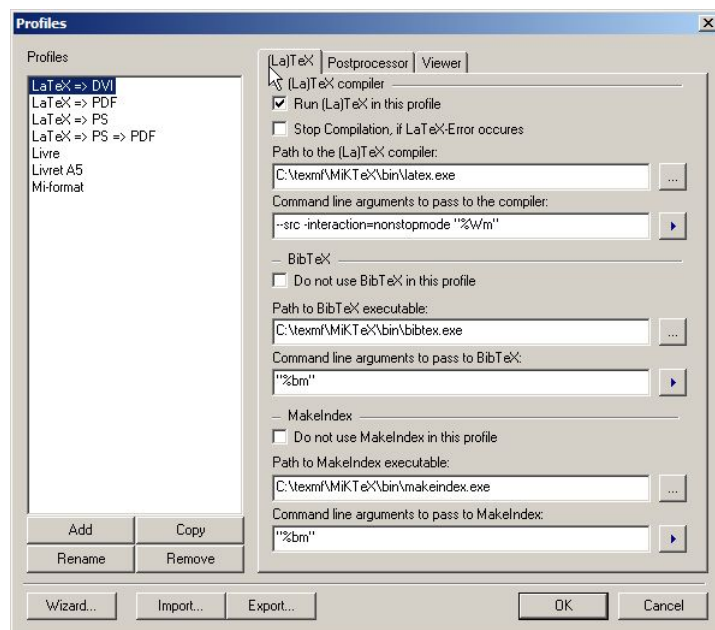 Profiles
Profiles
LaTeX => DVI
LaTeX => PDF
LaTeX => PS
LaTeX => PS => PDF
Livre
Livret A5
Mi-format
Add
Copy
Rename
Remove
(La)TeX
Postprocessor
Viewer
(La)TeX compiler
Run (La)TeX in this profile
Stop Compilation, if LaTeX-Error occures
Path to the (La)TeX compiler:
C:\texmf\MiKTeX\bin\latex.exe
...
Command line arguments to pass to the compiler:
--src -interaction=nonstopmode "%Wm"
BibTeX
Do not use BibTeX in this profile
Path to BibTeX executable:
C:\texmf\MiKTeX\bin\bibtex.exe
...
Command line arguments to pass to BibTeX:
"%bm"
MakeIndex
Do not use MakeIndex in this profile
Path to MakeIndex executable:
C:\texmf\MiKTeX\bin\makeindex.exe
...
Command line arguments to pass to MakeIndex:
"%bm"
Wizard...
Import...
Export...
OK
Cancel